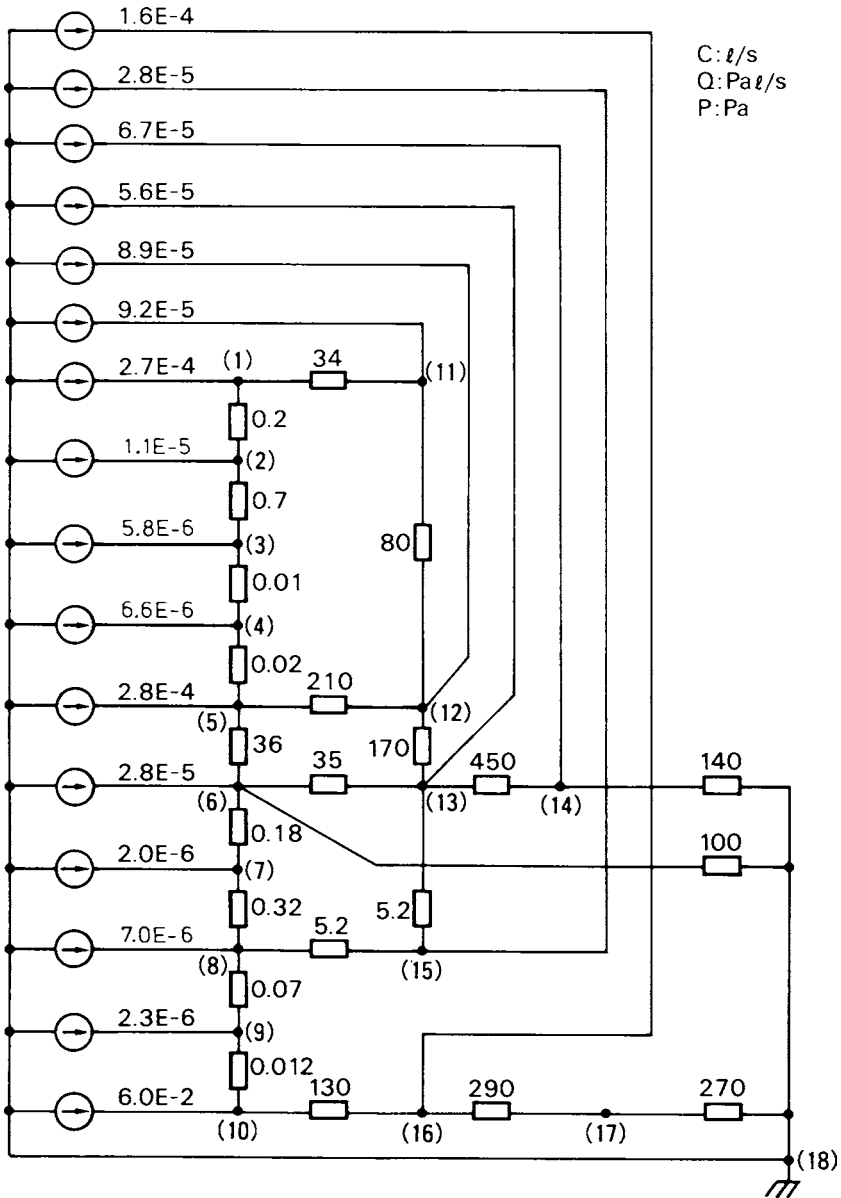 1.6E-4
C:ℓ/s
2.8E-5
Q:Paℓ/s
P:Pa
6.7E-5
5.6E-5
8.9E-5
9.2E-5
2.7E-4
(1)
34
(11)
0.2
1.1E-5
(2)
0.7
5.8E-6
(3)
80
0.01
6.6E-6
(4)
0.02
2.8E-4
210
(5)
(12)
36
170
2.8E-5
35
450
140
(6)
(13)
(14)
0.18
2.0E-6
(7)
100
0.32
5.2
7.0E-6
5.2
(8)
(15)
0.07
2.3E-6
(9)
0.012
6.0E-2
130
290
270
(10)
(16)
(17)
(18)